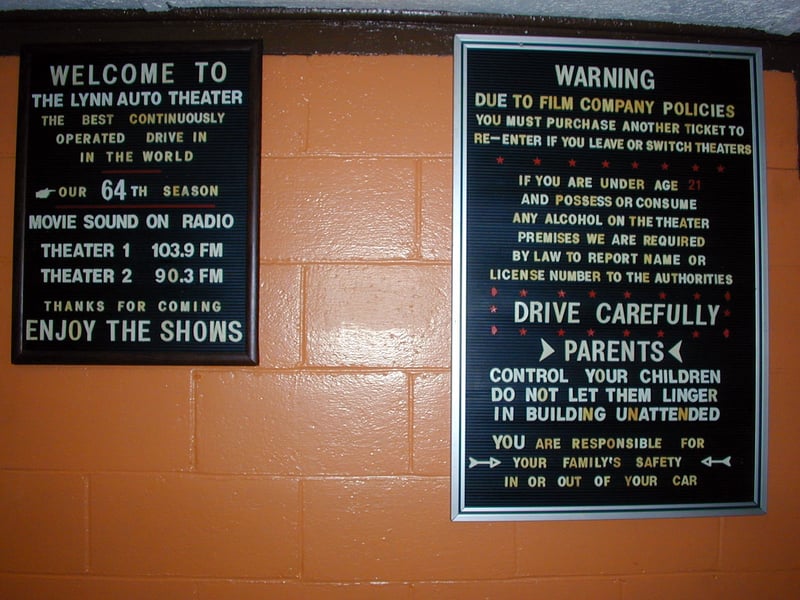 WELCOME TO
THE LYNN AUTO THEATER
THE BEST CONTINUOUSLY
OPERATED DRIVE IN
IN THE WORLD
OUR 64TH SEASON
MOVIE SOUND ON RADIO
THEATER 1 103.9 FM
THEATER 2 90.3 FM
THANKS FOR COMING
ENJOY THE SHOWS
WARNING
DUE TO FILM COMPANY POLICIES
YOU MUST PURCHASE ANOTHER TICKET TO
RE-ENTER IF YOU LEAVE OR SWITCH THEATERS
IF YOU ARE UNDER AGE 21
AND POSSESS OR CONSUME
ANY ALCOHOL ON THE THEATER
PREMISES WE ARE REQUIRED
BY LAW TO REPORT NAME OR
LICENSE NUMBER TO THE AUTHORITIES
DRIVE CAREFULLY
PARENTS
CONTROL YOUR CHILDREN
DO NOT LET THEM LINGER
IN BUILDING UNATTENDED
YOU ARE RESPONSIBLE FOR
YOUR FAMILY'S SAFETY
IN OR OUT OF YOUR CAR